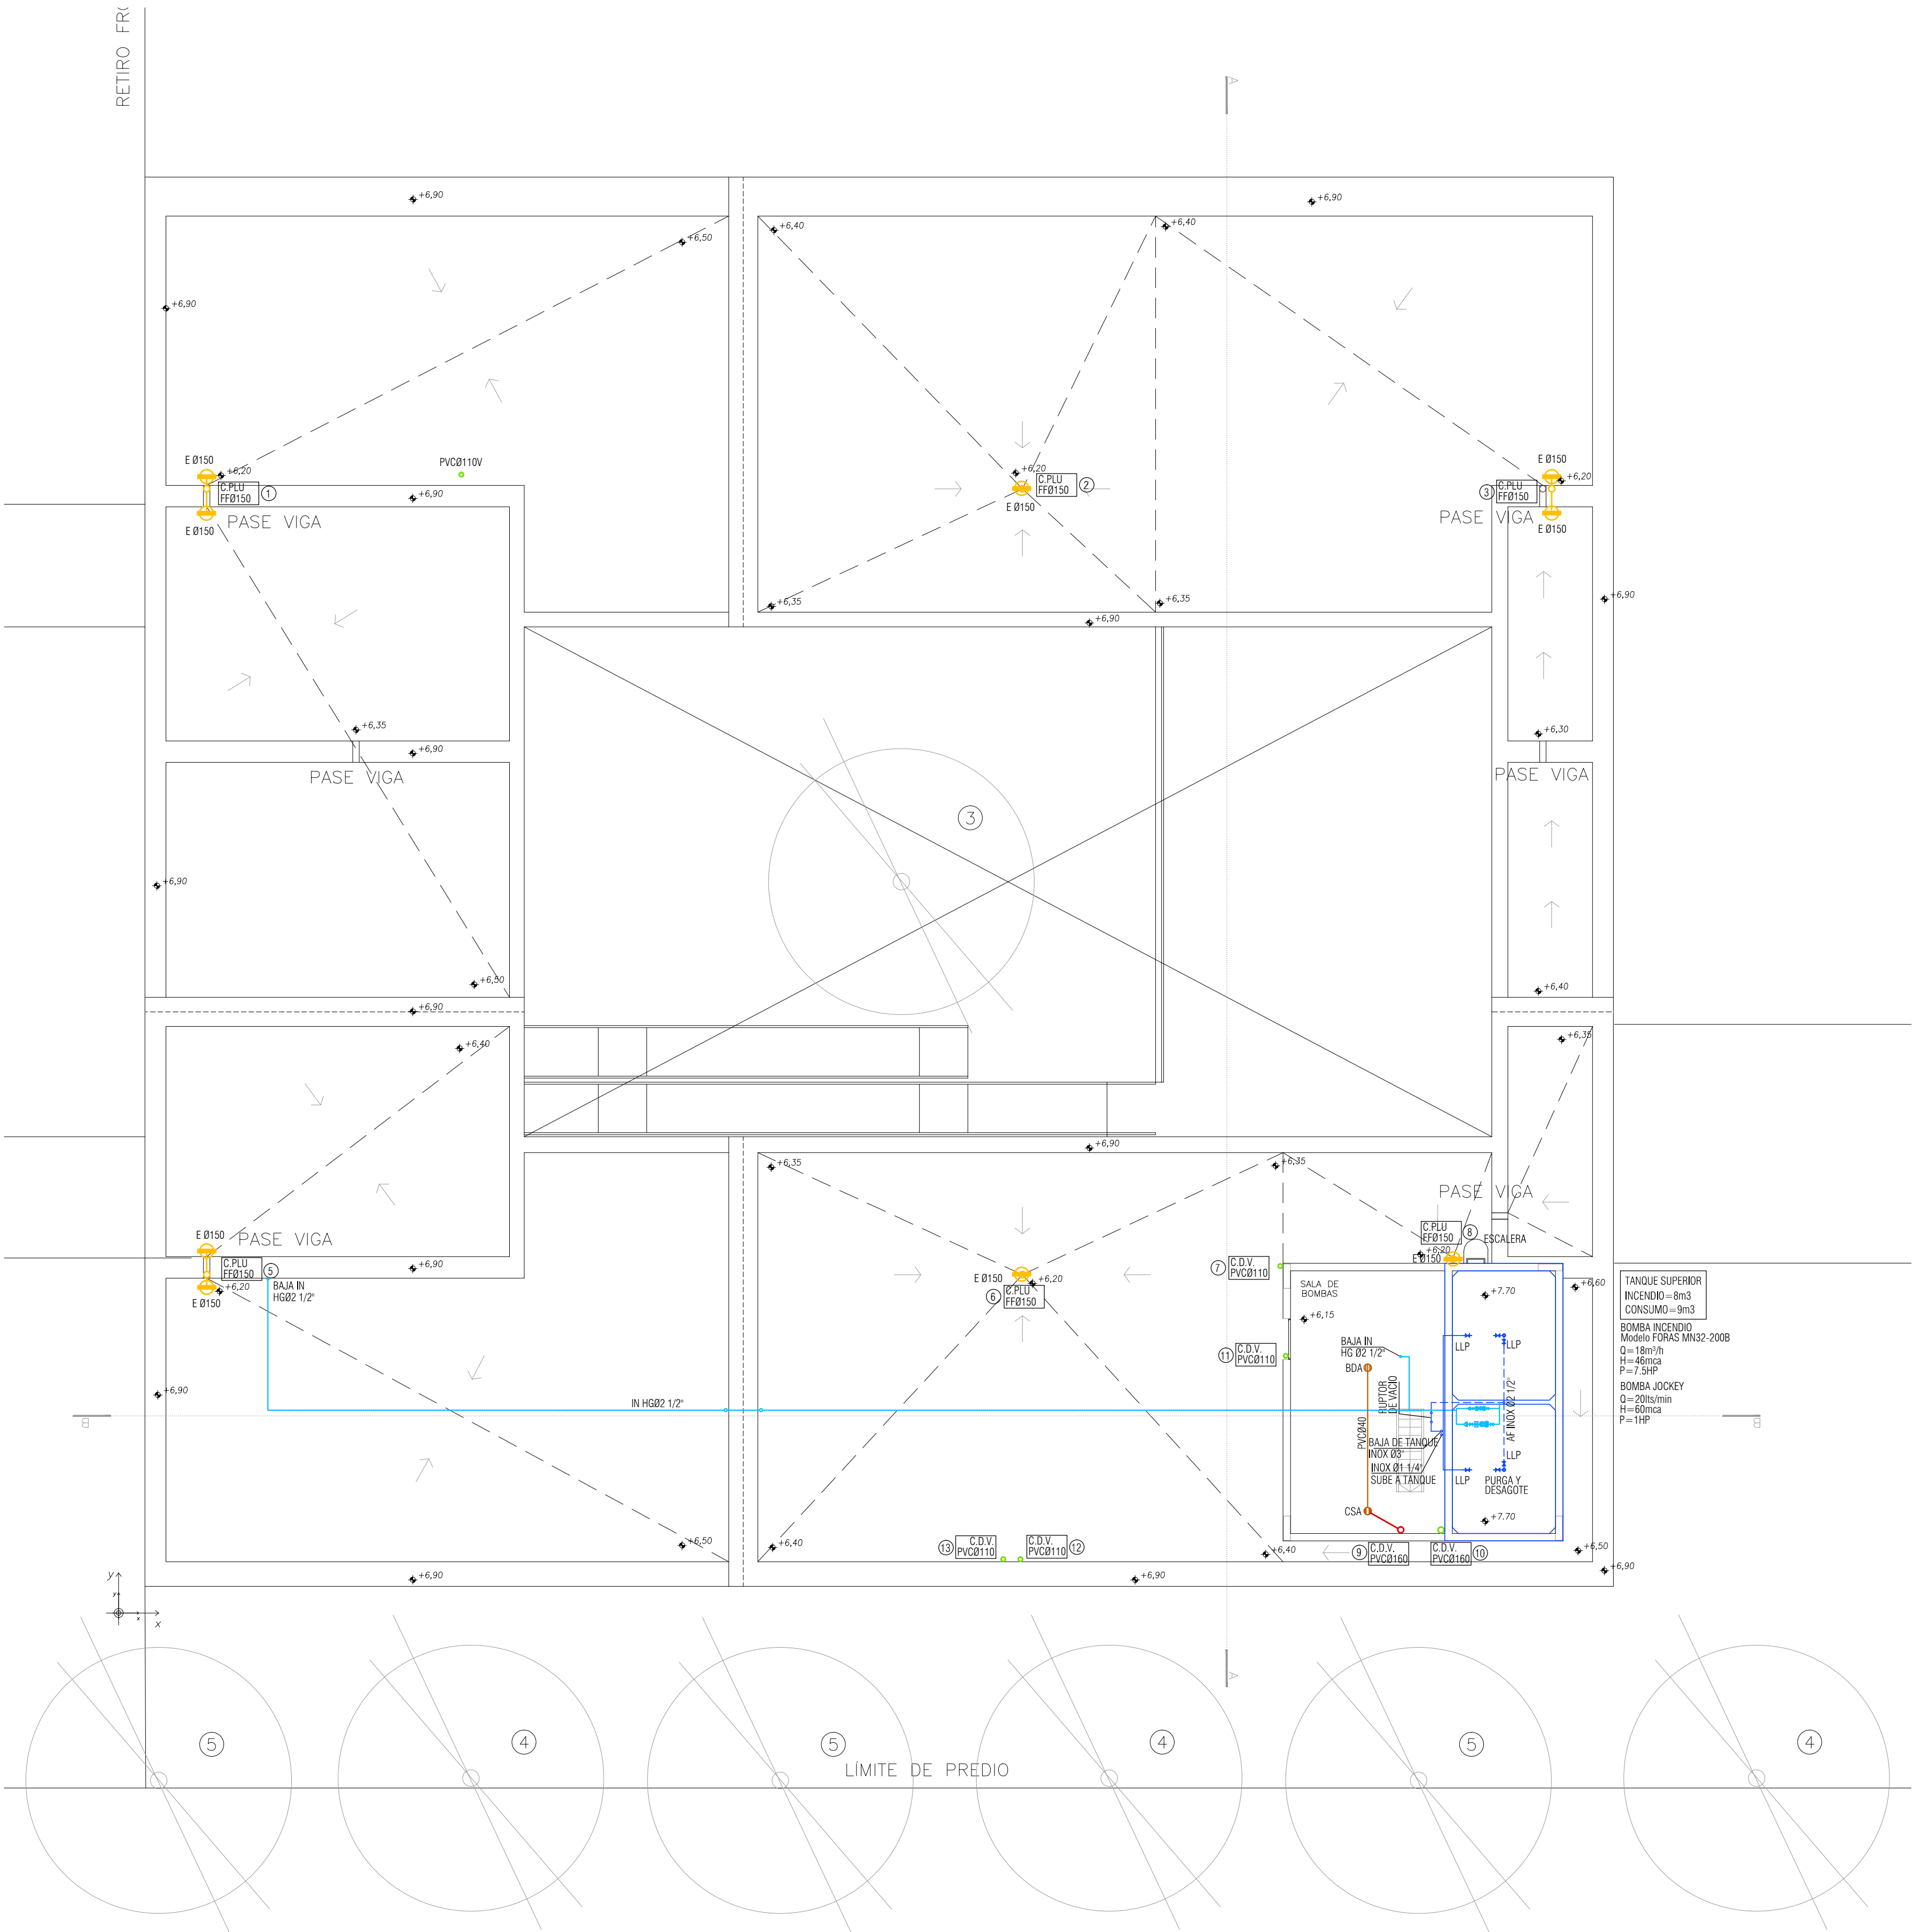 RETIRO FR
A
+6,90
+6,90
+6,50
+6,40
+6,40
+6,90
E Ø150
+6,20
C.PLU
FFØ150
1
E Ø150
PASE VIGA
PVCØ110V
+6,90
+6,20
C.PLU
FFØ150
2
E Ø150
E Ø150
+6,20
3
C.PLU
FFØ150
PASE VIGA
E Ø150
+6,35
+6,35
+6,90
+6,90
+6,35
+6,90
PASE VIGA
+6,30
PASE VIGA
3
+6,90
+6,50
+6,90
+6,40
+6,40
+6,35
+6,90
+6,35
+6,35
PASE VIGA
E Ø150
PASE VIGA
C.PLU
FFØ150
5
+6,90
+6,20
E Ø150
BAJA IN
HGØ2 1/2"
E Ø150
+6,20
6
C.PLU
FFØ150
C.PLU
FFØ150
8
ESCALERA
+6,20
E Ø150
7
C.D.V.
PVCØ110
SALA DE
BOMBAS
+6,15
+7.70
+6,60
TANQUE SUPERIOR
INCENDIO=8m3
CONSUMO=9m3
BOMBA INCENDIO
Modelo FORAS MN32-200B
Q=18m³/h
H=46mca
P=7.5HP
BOMBA JOCKEY
Q=20lts/min
H=60mca
P=1HP
11
C.D.V.
PVCØ110
BAJA IN
HG Ø2 1/2"
BDA
LLP
LLP
RUPTOR
DE VACIO
AF INOX Ø2 1/2"
PVCØ40
+6,90
IN HGØ2 1/2"
B
B
BAJA DE TANQUE
INOX Ø3"
INOX Ø1 1/4"
SUBE A TANQUE
LLP
LLP
PURGA Y
DESAGOTE
CSA
+7.70
+6,50
+6,40
13
C.D.V.
PVCØ110
C.D.V.
PVCØ110
12
+6,40
9
C.D.V.
PVCØ160
C.D.V.
PVCØ160
10
+6,50
+6,90
+6,90
+6,90
y
y
x
x
A
5
4
5
4
5
4
LÍMITE DE PREDIO